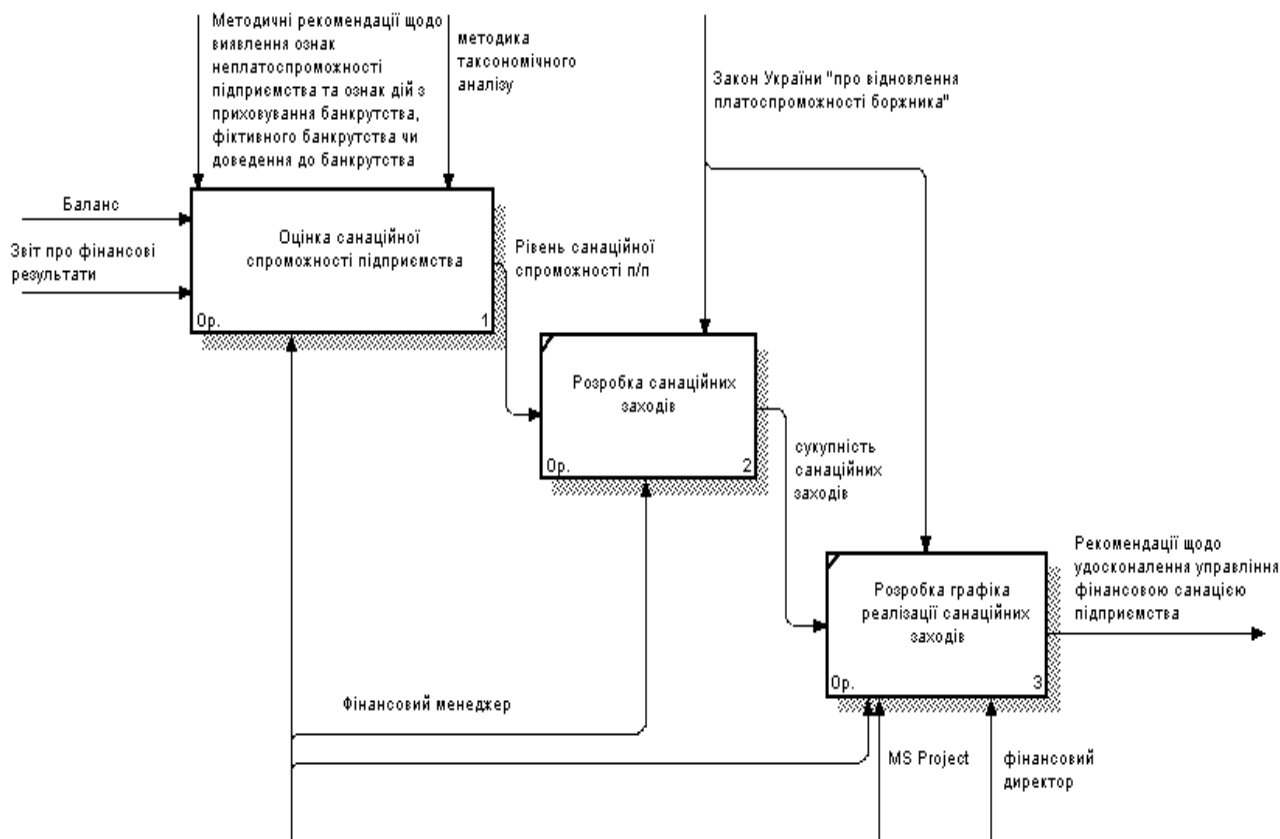 Методичні рекомендації щодо
виявлення ознак
неплатоспроможності
підприємства та ознак дій з
приховування банкрутства,
фіктивного банкрутства чи
доведення до банкрутства
методика
таксономічного
аналізу
Закон України "про відновлення
платоспроможності боржника"
Баланс
Звіт про фінансові
результати
Оцінка санаційної
спроможності підприємства
0р.
1
Рівень санаційної
спроможності п/п
Розробка санаційних
заходів
0р.
2
сукупність
санаційних
заходів
Розробка графіка
реалізації санаційних
заходів
0р.
3
Рекомендації щодо
удосконалення управління
фінансовою санацією
підприємства
Фінансовий менеджер
MS Project
фінансовий
директор